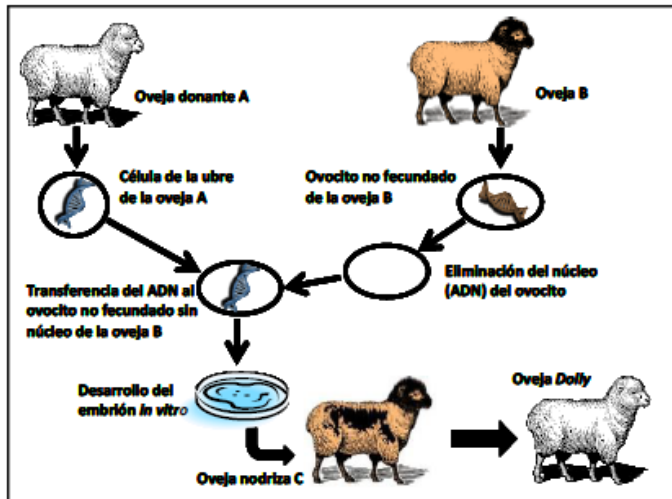 Oveja donante A
Oveja B
Célula de la ubre
de la oveja A
Ovocito no fecundado
de la oveja B
Transferencia del ADN al
ovocito no fecundado sin
núcleo de la oveja B
Eliminación del núcleo
(ADN) del ovocito
Desarrollo del
embrión In vitro
Oveja nodriza C
Oveja Dolly